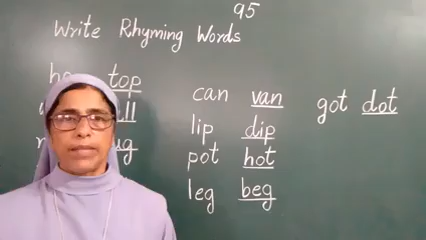 95
Write Rhyming Words
top
can van
lip dip
pot hot
leg beg
got dot